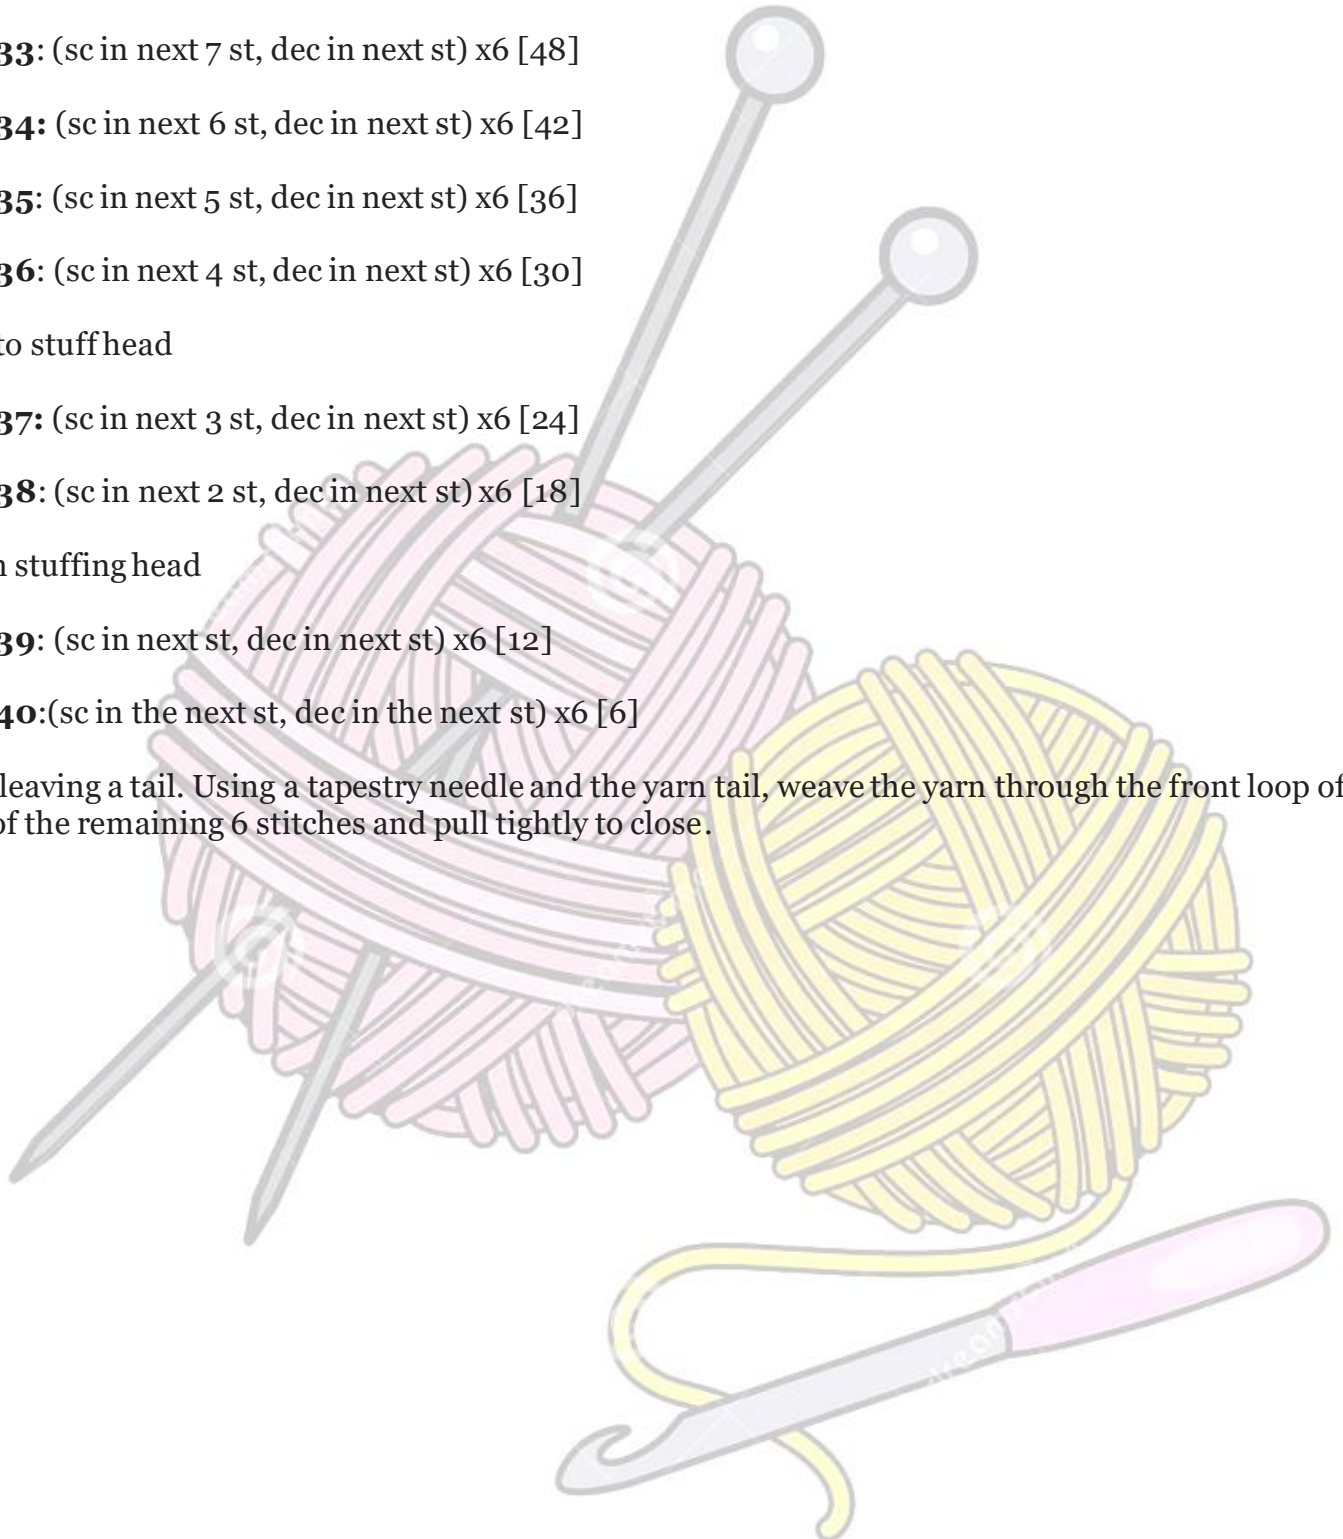 33: (sc in next 7 st, dec in next st) x6 [48]
34: (sc in next 6 st, dec in next st) x6 [42]
35: (sc in next 5 st, dec in next st) x6 [36]
36: (sc in next 4 st, dec in next st) x6 [30]
to stuff head
37: (sc in next 3 st, dec in next st) x6 [24]
38: (sc in next 2 st, dec in next st) x6 [18]
stuffing head
39: (sc in next st, dec in next st) x6 [12]
40:(sc in the next st, dec in the next st) x6 [6]
leaving a tail. Using a tapestry needle and the yarn tail, weave the yarn through the front loop of
of the remaining 6 stitches and pull tightly to close.